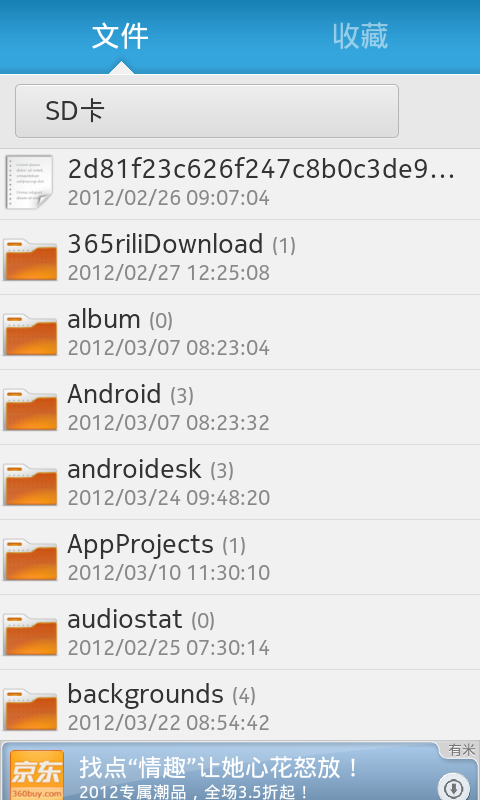 文件
收藏
SD卡
2d81f23c626f247c8b0c3de9...
2012/02/26 09:07:04
365riliDownload (1)
2012/02/27 12:25:08
album (0)
2012/03/07 08:23:04
Android (3)
2012/03/07 08:23:32
androidesk (3)
2012/03/24 09:48:20
AppProjects (1)
2012/03/10 11:30:10
audiostat (0)
2012/02/25 07:30:14
backgrounds (4)
2012/03/22 08:54:42
有米
京东
360buy.com
找点“情趣”让她心花怒放！
2012专属潮品，全场3.5折起！